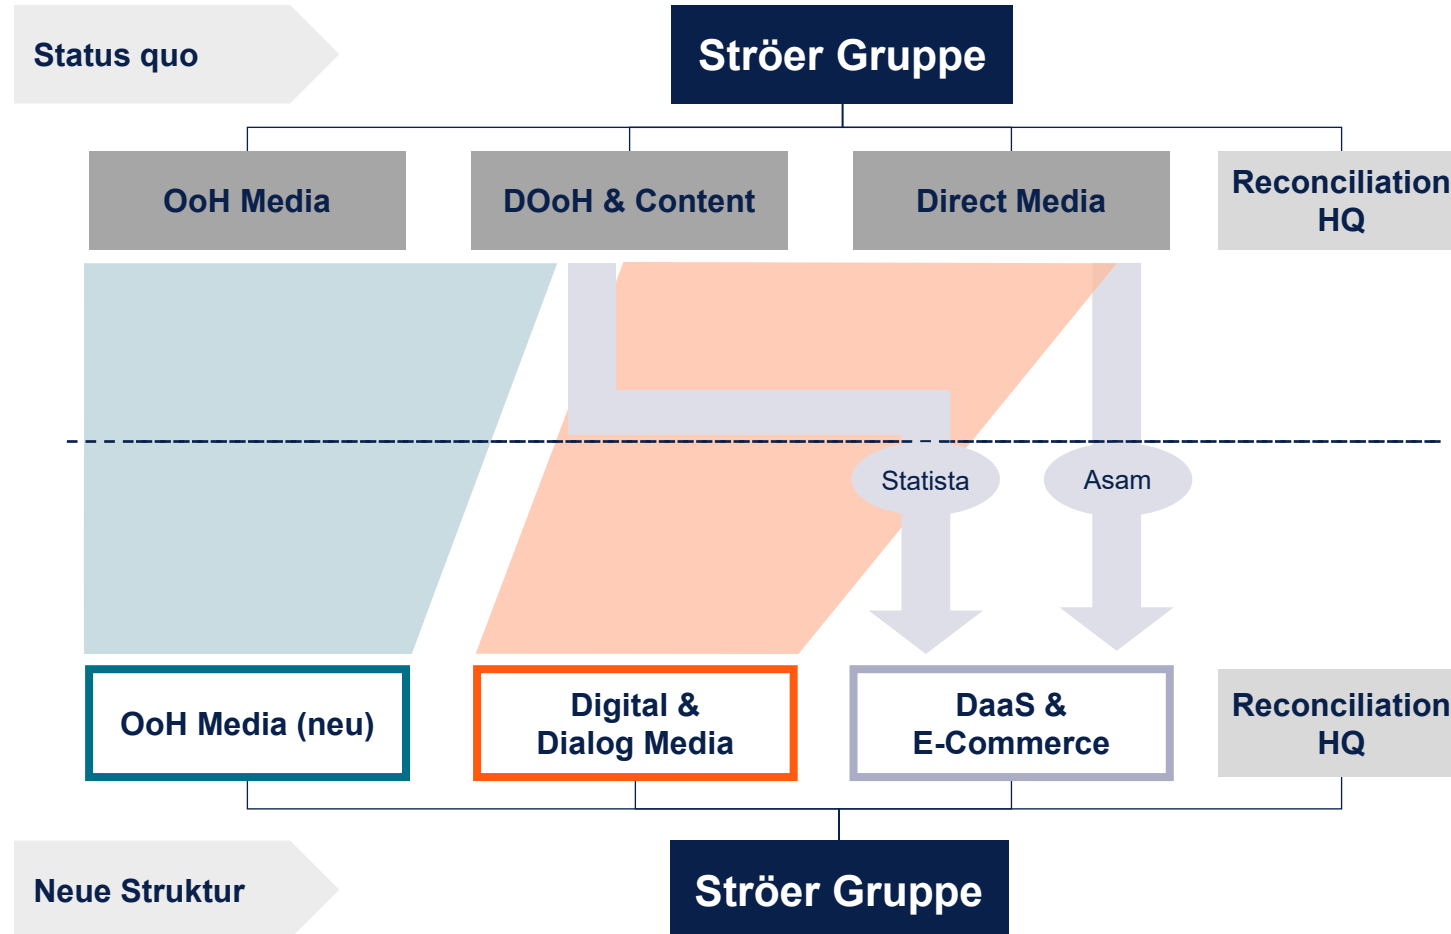 Status quo
Ströer Gruppe
OoH Media
DOoH & Content
Direct Media
Reconciliation
HQ
Statista
Asam
OoH Media (neu)
Digital &
Dialog Media
DaaS &
E-Commerce
Reconciliation
HQ
Neue Struktur
Ströer Gruppe